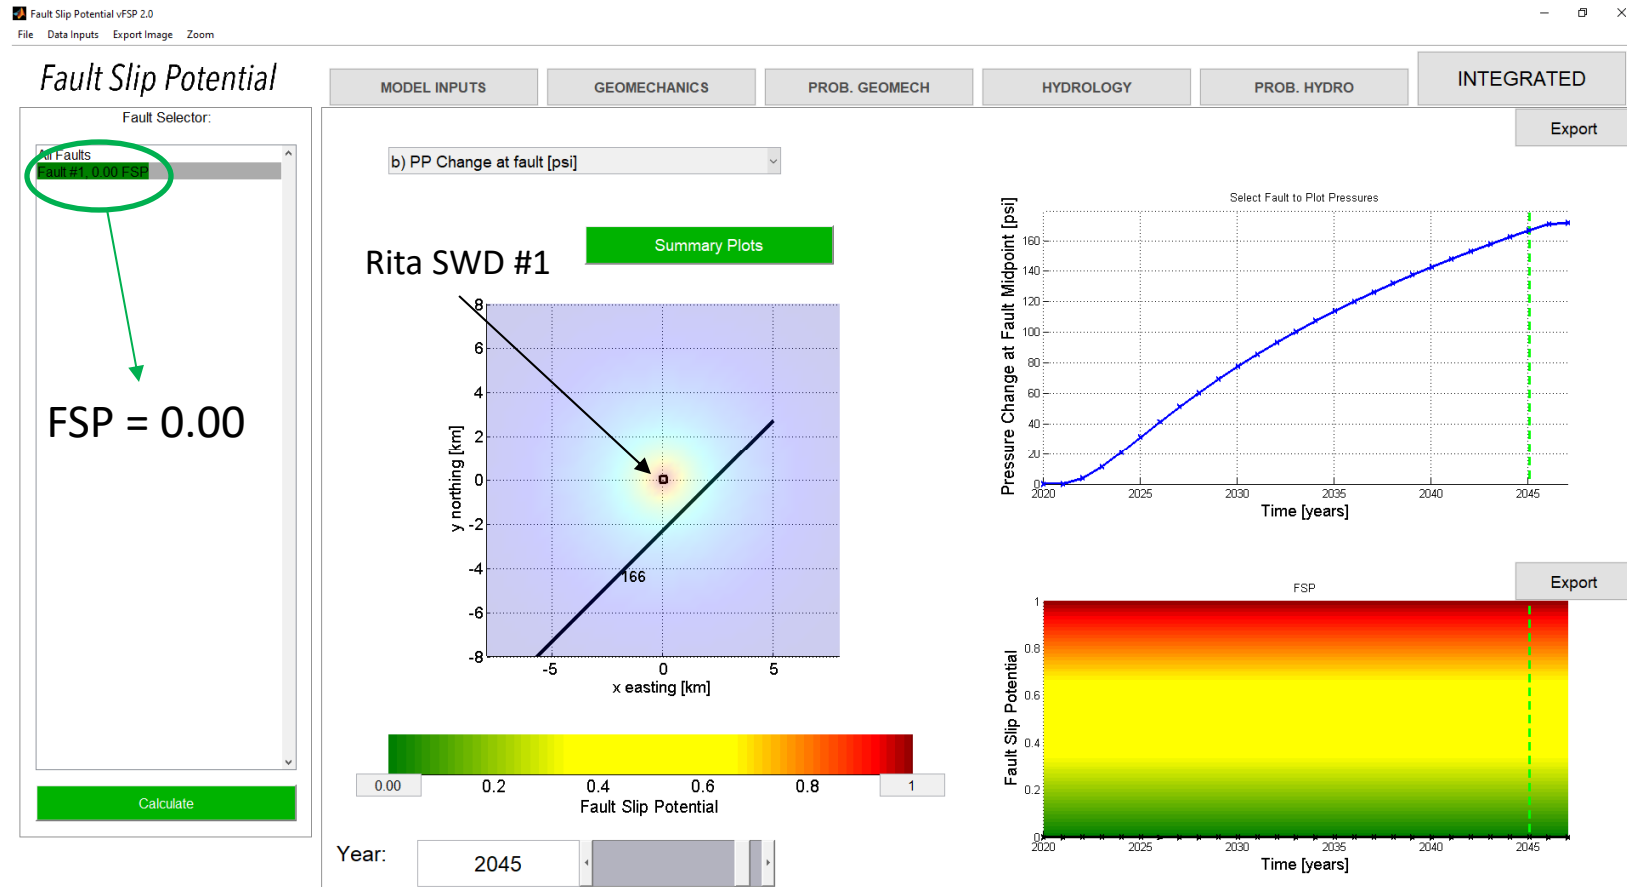 Fault Slip Potential vFSP 2.0
File Data Inputs Export Image Zoom
Fault Slip Potential
MODEL INPUTS
GEOMECHANICS
PROB. GEOMECH
HYDROLOGY
PROB. HYDRO
INTEGRATED
Fault Selector:
All Faults
Fault #1, 0.00 FSP
FSP = 0.00
Calculate
b) PP Change at fault [psi]
Summary Plots
Rita SWD #1
8
6
4
2
0
-2
-4
-6
-8
y northing [km]
166
-5 0 5
x easting [km]
0.00 0.2 0.4 0.6 0.8 1
Fault Slip Potential
Year:
2045
Export
Select Fault to Plot Pressures
Pressure Change at Fault Midpoint [psi]
160
140
120
100
80
60
40
20
0
2020 2025 2030 2035 2040 2045
Time [years]
Export
FSP
Fault Slip Potential
1
0.8
0.6
0.4
0.2
0
2020 2025 2030 2035 2040 2045
Time [years]